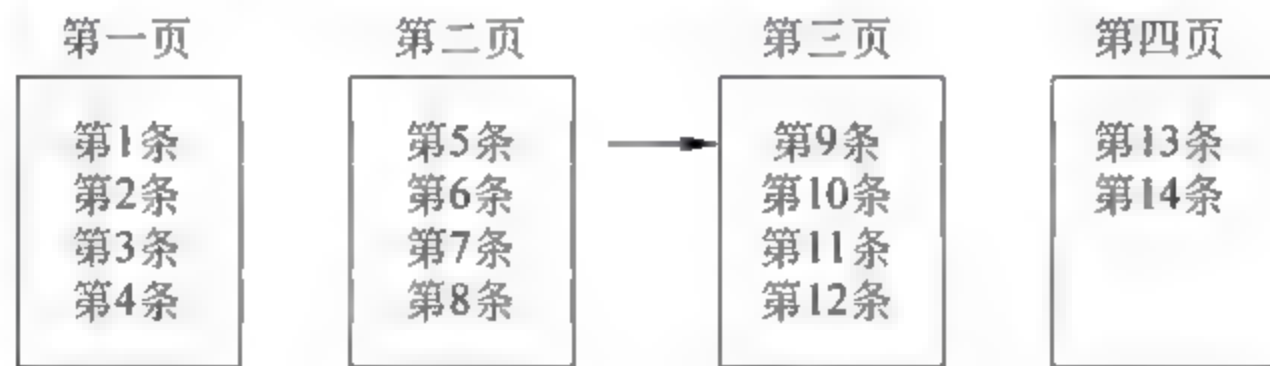 第一页
第1条
第2条
第3条
第4条
第二页
第5条
第6条
第7条
第8条
第三页
第9条
第10条
第11条
第12条
第四页
第13条
第14条